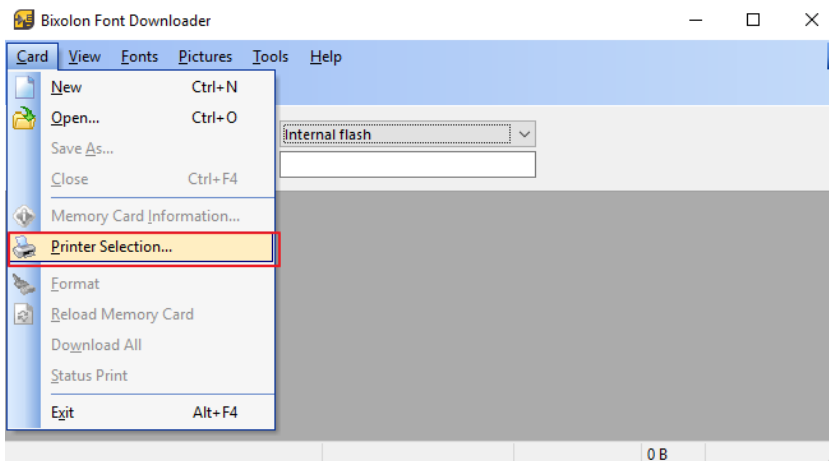 Bixolon Font Downloader
Card View Fonts Pictures Tools Help
New Ctrl+N
Open... Ctrl+O
Internal flash
Save As...
Close Ctrl+F4
Memory Card Information...
Printer Selection...
Format
Reload Memory Card
Download All
Status Print
Exit Alt+F4
0 B